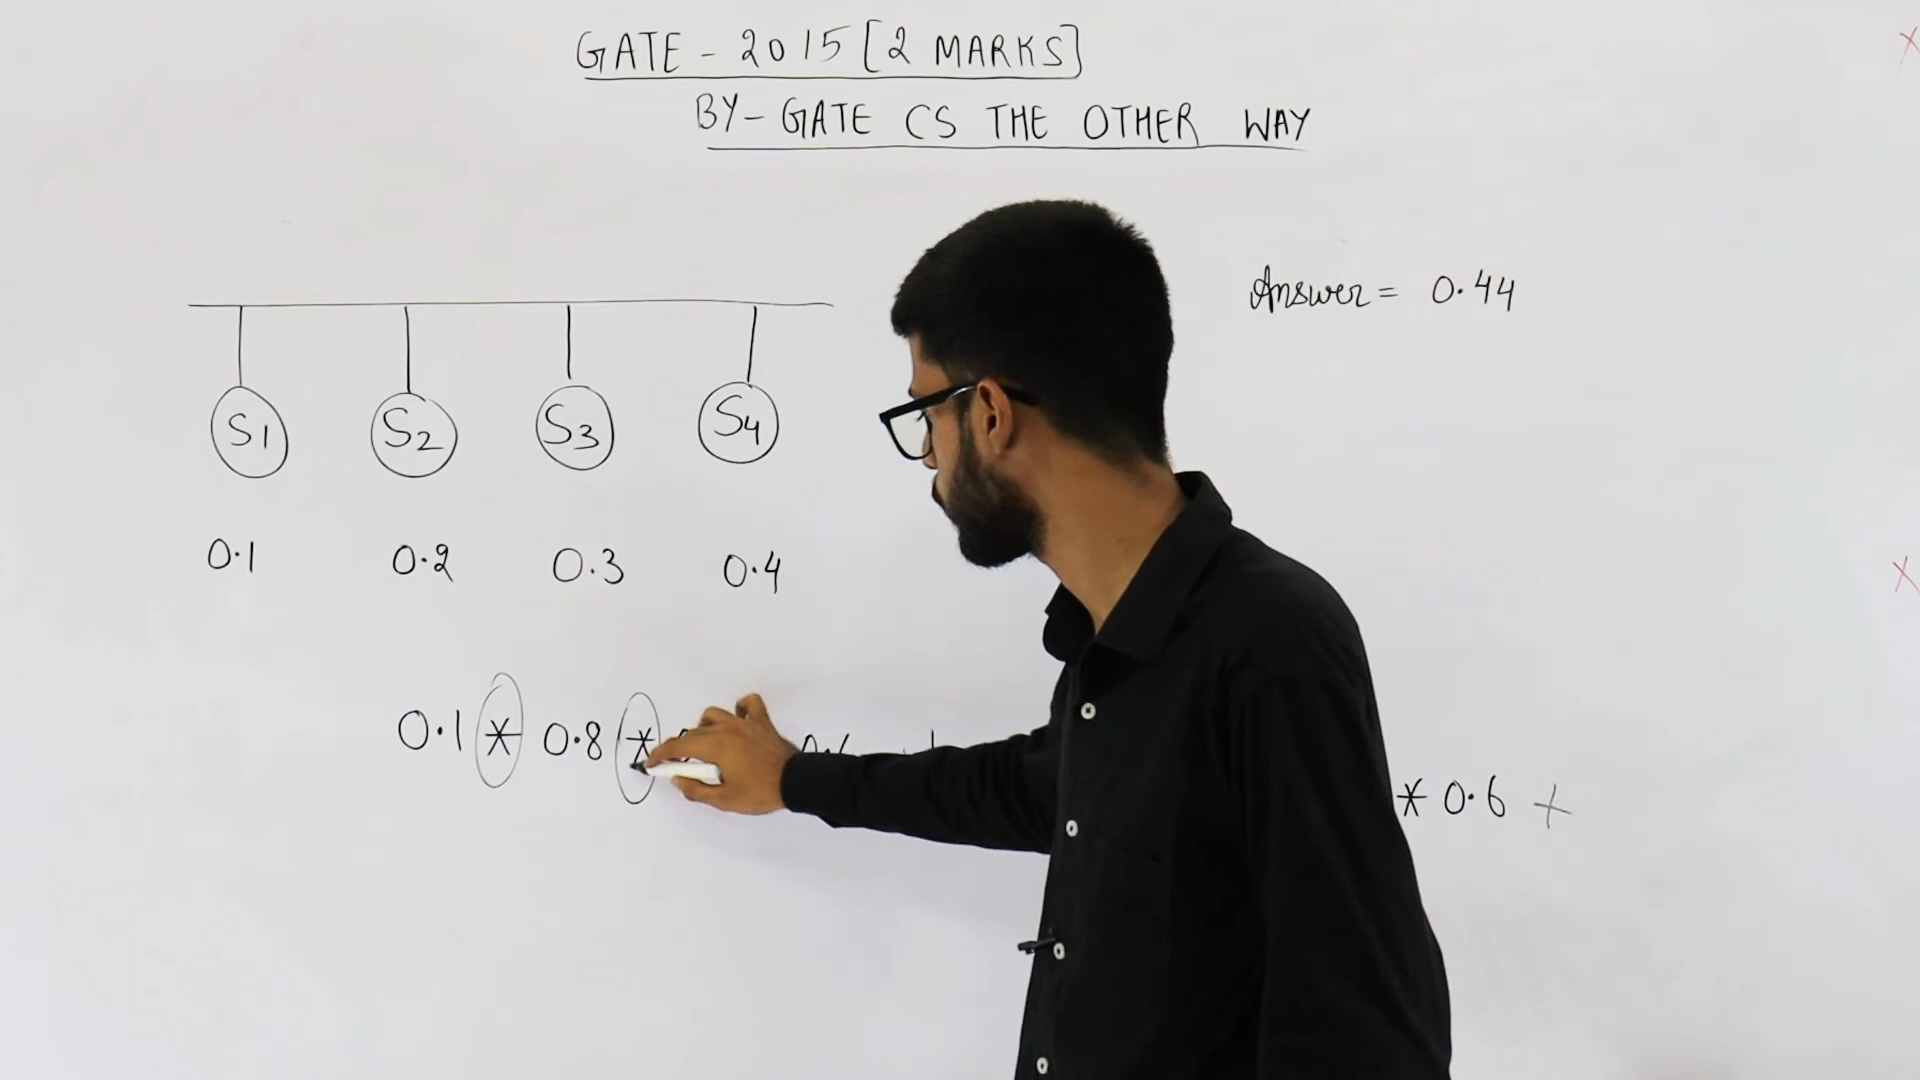 GATE - 2015 [2 MARKS]
BY - GATE CS THE OTHER WAY
Answer = 0.44
S1 S2 S3 S4
0.1 0.2 0.3 0.4
0.1 * 0.8 *
* 0.6 +